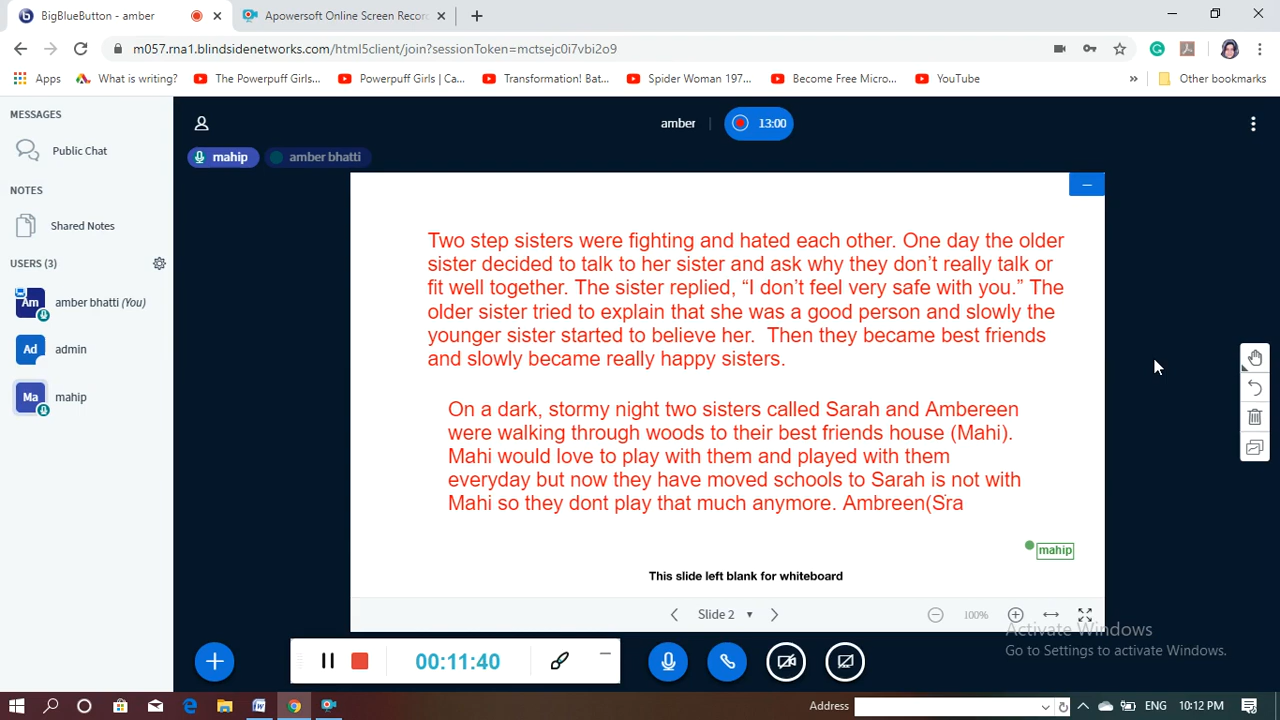 BigBlueButton - amber
Apowersoft Online Screen Recor
m057.rna1.blindsidenetworks.com/html5client/join?sessionToken=mctsejc0i7vbi2o9
Apps What is writing? The Powerpuff Girls... Powerpuff Girls | Ca... Transformation! Bat... Spider Woman 197... Become Free Micro... YouTube » Other bookmarks
MESSAGES
Public Chat
NOTES
Shared Notes
USERS (3)
Am amber bhatti (You)
Ad admin
Ma mahip
amber 13:00
mahip amber bhatti
Two step sisters were fighting and hated each other. One day the older
sister decided to talk to her sister and ask why they don’t really talk or
fit well together. The sister replied, “I don’t feel very safe with you.” The
older sister tried to explain that she was a good person and slowly the
younger sister started to believe her. Then they became best friends
and slowly became really happy sisters.
On a dark, stormy night two sisters called Sarah and Ambereen
were walking through woods to their best friends house (Mahi).
Mahi would love to play with them and played with them
everyday but now they have moved schools to Sarah is not with
Mahi so they dont play that much anymore. Ambreen(Sra
mahip
This slide left blank for whiteboard
Slide 2 100%
Activate Windows
Go to Settings to activate Windows.
00:11:40
Address ENG 10:12 PM